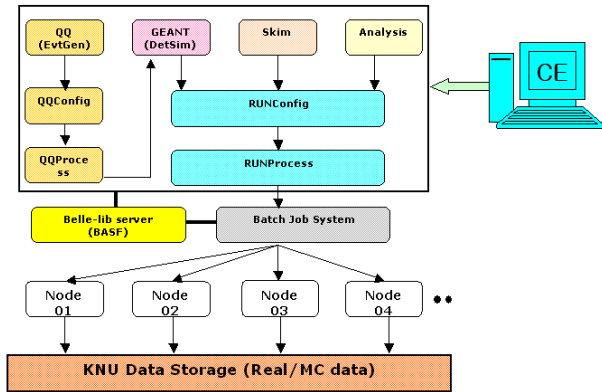 QQ
(EvtGen)
GEANT
(DetSim)
Skim
Analysis
CE
QQConfig
RUNConfig
QQProce
ss
RUNProcess
Belle-lib server
(BASF)
Batch Job System
Node
01
Node
02
Node
03
Node
04
KNU Data Storage (Real/MC data)